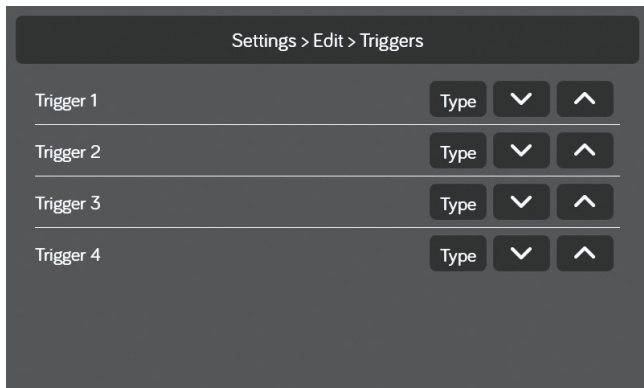 Settings > Edit > Triggers
Trigger 1 Type
Trigger 2 Type
Trigger 3 Type
Trigger 4 Type